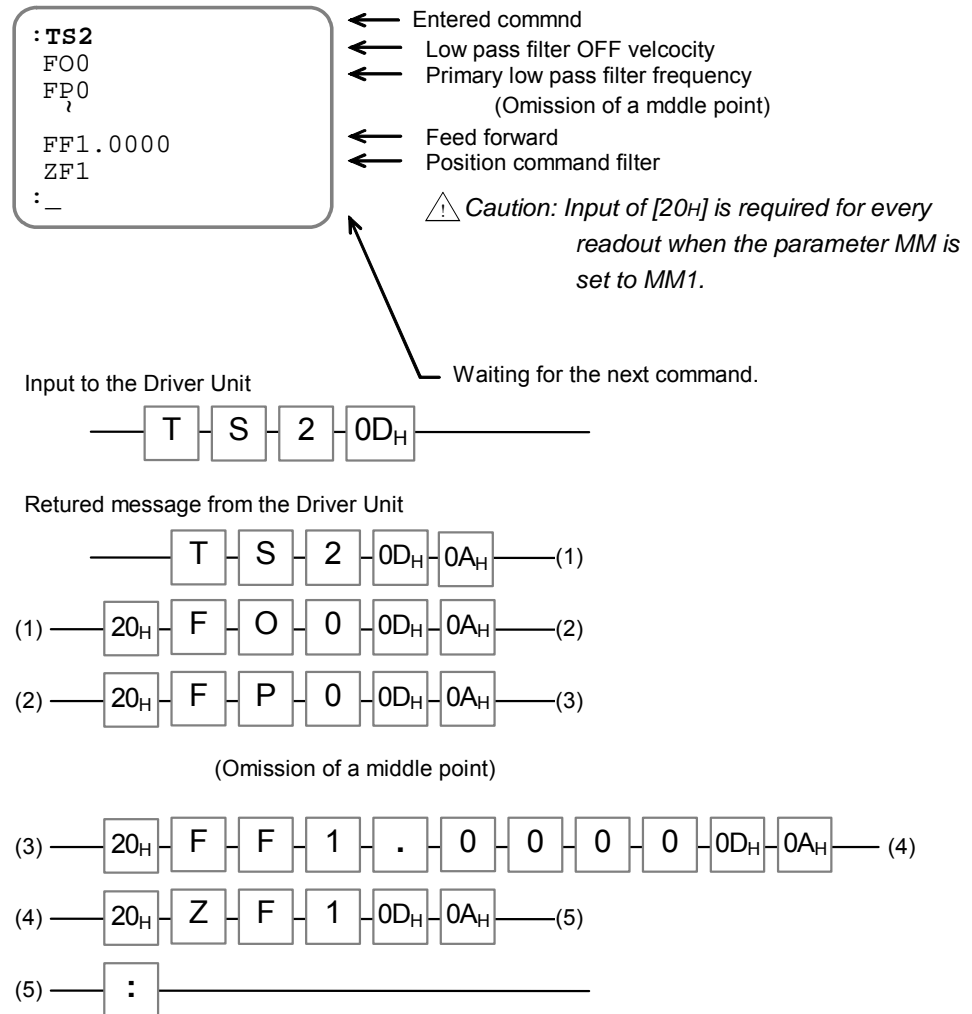 :TS2
FO0
FP0
~
FF1.0000
ZF1
:_
Entered commnd
Low pass filter OFF velcocity
Primary low pass filter frequency
(Omission of a mddle point)
Feed forward
Position command filter
! Caution: Input of [20H] is required for every
readout when the parameter MM is
set to MM1.
Waiting for the next command.
Input to the Driver Unit
T S 2 0DH
Retured message from the Driver Unit
T S 2 0DH 0AH (1)
(1) 20H F O 0 0DH 0AH (2)
(2) 20H F P 0 0DH 0AH (3)
(Omission of a middle point)
(3) 20H F F 1 . 0 0 0 0 0DH 0AH (4)
(4) 20H Z F 1 0DH 0AH (5)
(5) :